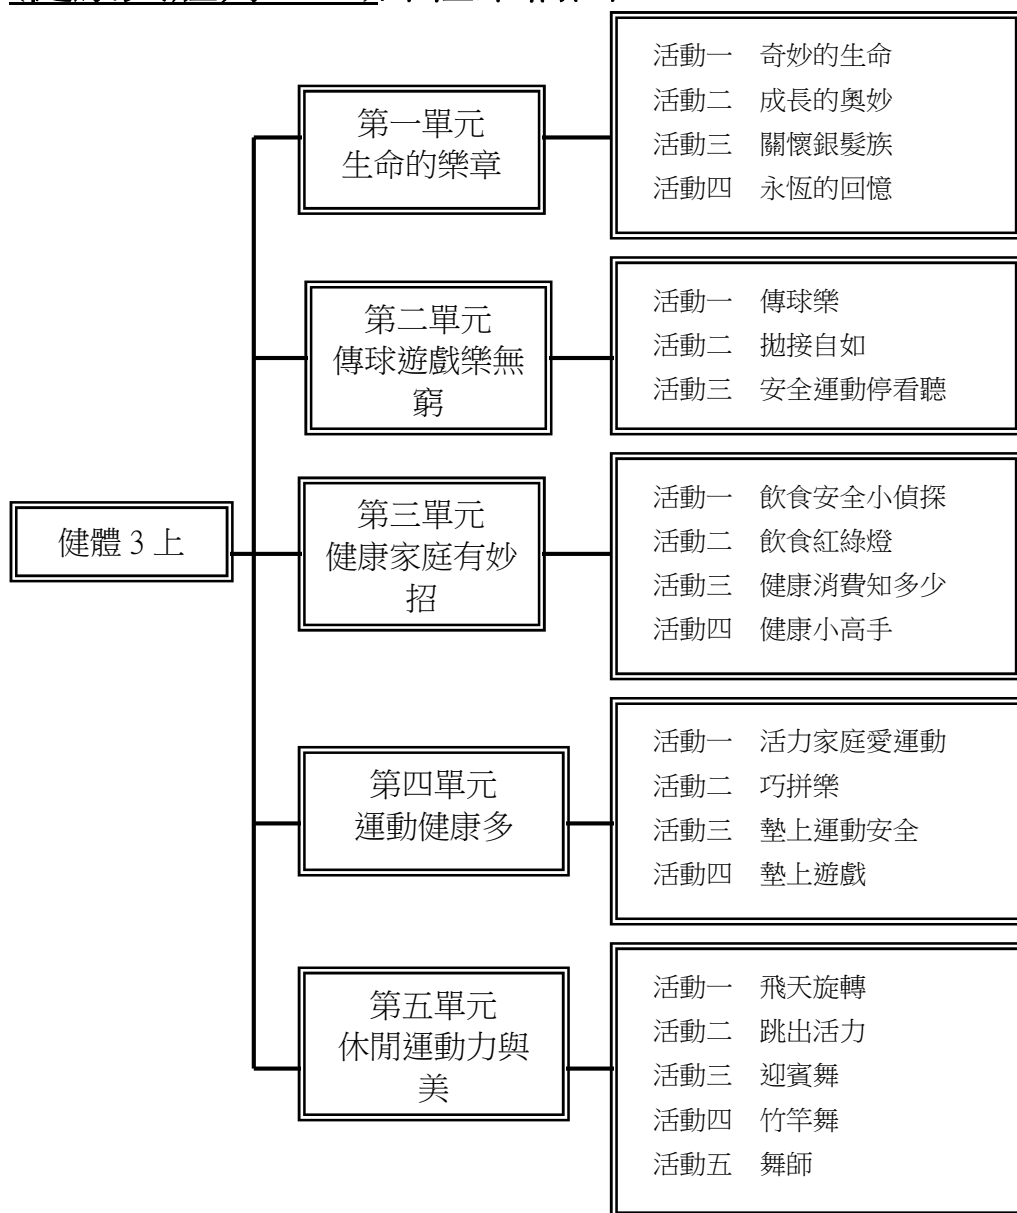 第一單元
生命的樂章
活動一　奇妙的生命
活動二　成長的奧妙
活動三　關懷銀髮族
活動四　永恆的回憶
第二單元
傳球遊戲樂無
窮
活動一　傳球樂
活動二　拋接自如
活動三　安全運動停看聽
健體 3 上
第三單元
健康家庭有妙
招
活動一　飲食安全小偵探
活動二　飲食紅綠燈
活動三　健康消費知多少
活動四　健康小高手
第四單元
運動健康多
活動一　活力家庭愛運動
活動二　巧拼樂
活動三　墊上運動安全
活動四　墊上遊戲
第五單元
休閒運動力與
美
活動一　飛天旋轉
活動二　跳出活力
活動三　迎賓舞
活動四　竹竿舞
活動五　舞師